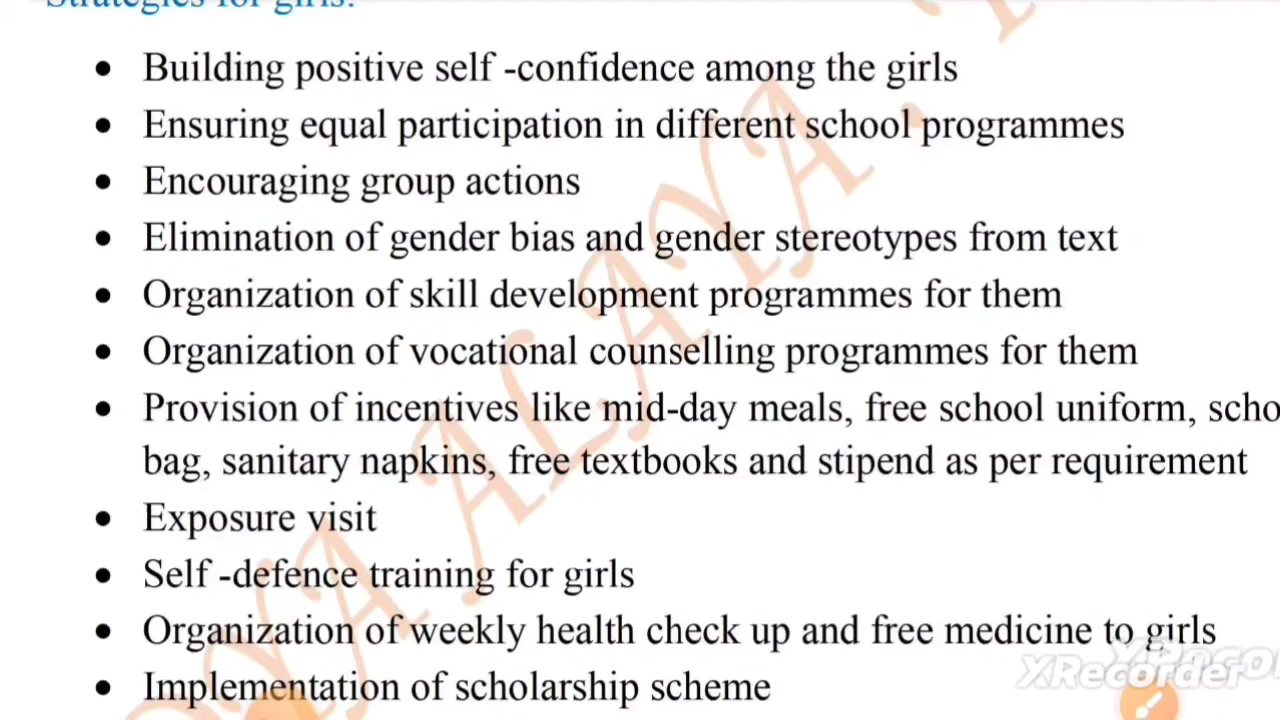 Strategies for girls:
• Building positive self -confidence among the girls
• Ensuring equal participation in different school programmes
• Encouraging group actions
• Elimination of gender bias and gender stereotypes from text
• Organization of skill development programmes for them
• Organization of vocational counselling programmes for them
• Provision of incentives like mid-day meals, free school uniform, scho
bag, sanitary napkins, free textbooks and stipend as per requirement
• Exposure visit
• Self -defence training for girls
• Organization of weekly health check up and free medicine to girls
• Implementation of scholarship scheme
XRecorder